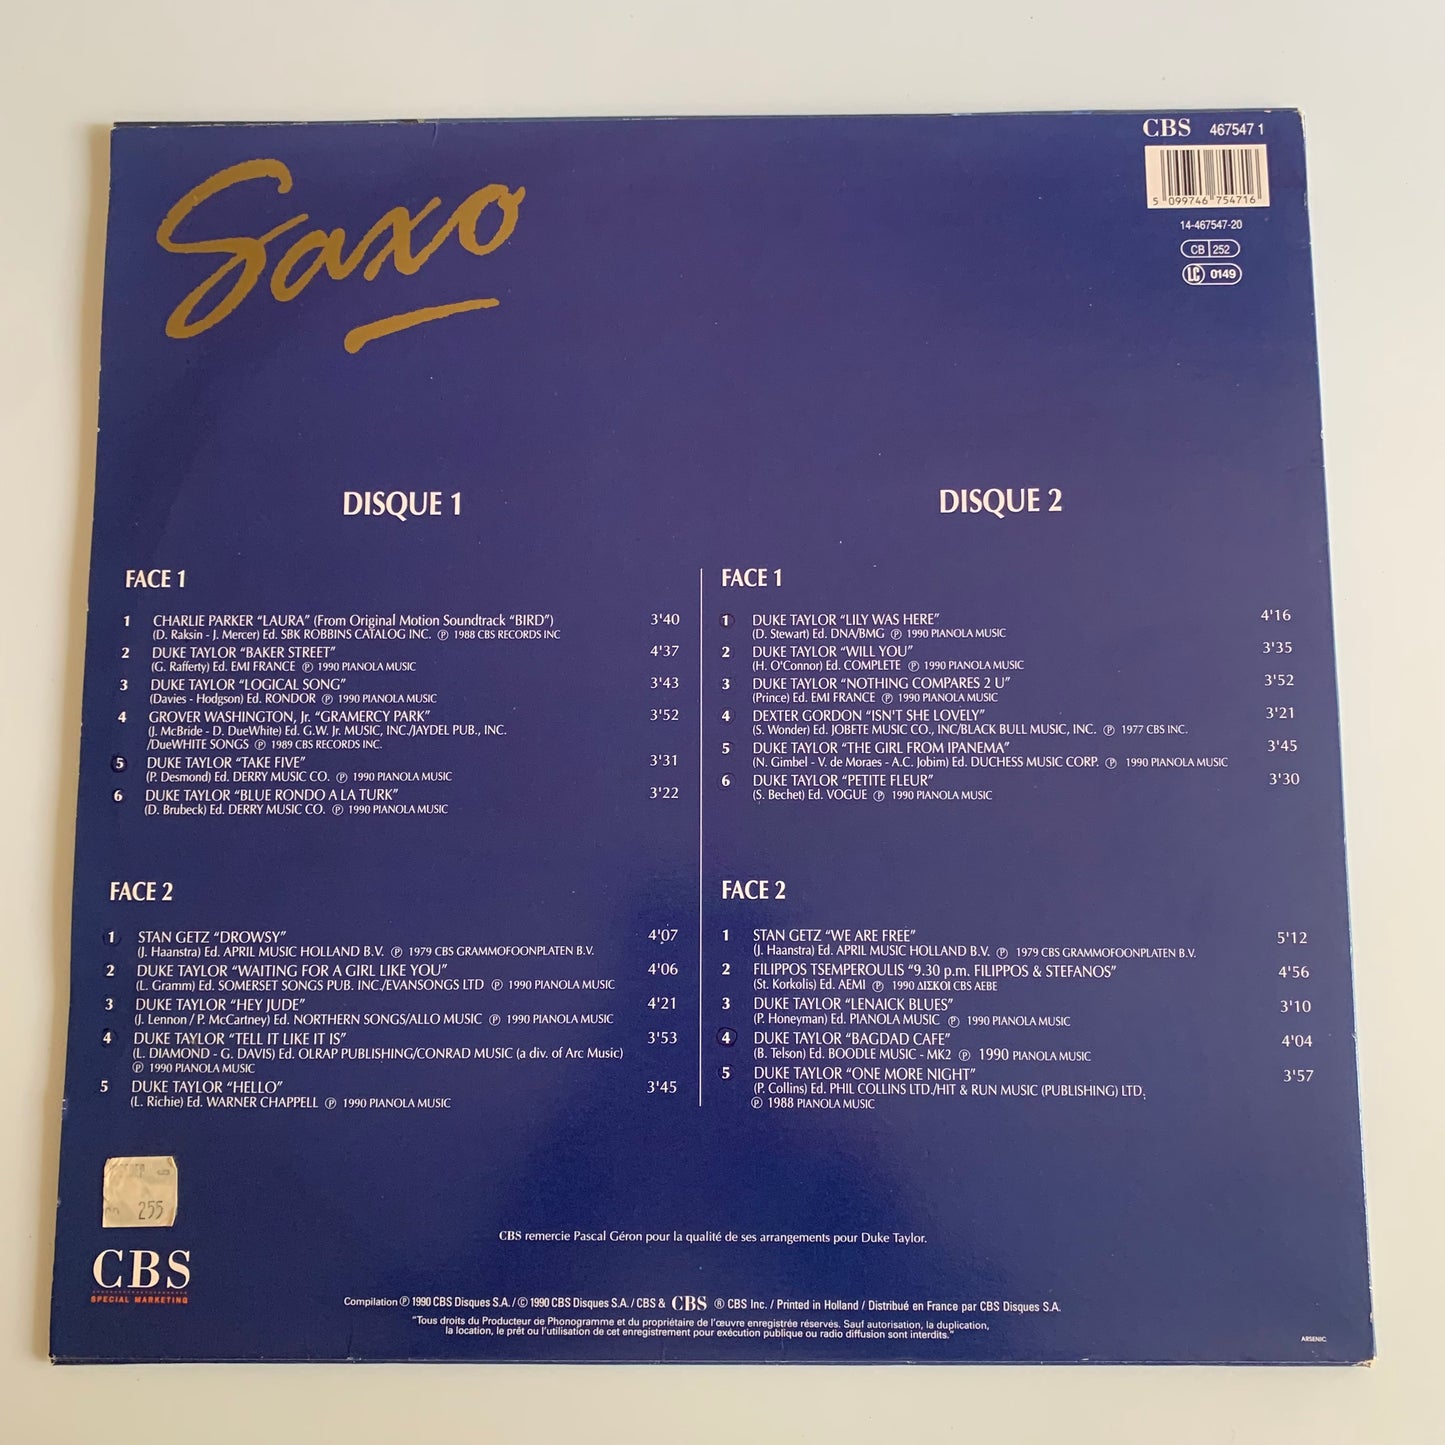 Saxo
CBS 467547 1
5 099746 754716
14-467547-20
CB 252
LC 0149
DISQUE 1
FACE 1
1 CHARLIE PARKER “LAURA” (From Original Motion Soundtrack “BIRD”) 3'40
(D. Raksin - J. Mercer) Ed. SBK ROBBINS CATALOG INC. ℗ 1988 CBS RECORDS INC
2 DUKE TAYLOR “BAKER STREET” 4'37
(G. Rafferty) Ed. EMI FRANCE ℗ 1990 PIANOLA MUSIC
3 DUKE TAYLOR “LOGICAL SONG” 3'43
(Davies - Hodgson) Ed. RONDOR ℗ 1990 PIANOLA MUSIC
4 GROVER WASHINGTON, Jr. “GRAMERCY PARK” 3'52
(J. McBride - D. DueWhite) Ed. G.W. Jr. MUSIC, INC./JAYDEL PUB., INC.
/DueWHITE SONGS ℗ 1989 CBS RECORDS INC.
5 DUKE TAYLOR “TAKE FIVE” 3'31
(P. Desmond) Ed. DERRY MUSIC CO. ℗ 1990 PIANOLA MUSIC
6 DUKE TAYLOR “BLUE RONDO A LA TURK” 3'22
(D. Brubeck) Ed. DERRY MUSIC CO. ℗ 1990 PIANOLA MUSIC
FACE 2
1 STAN GETZ “DROWSY” 4'07
(J. Haanstra) Ed. APRIL MUSIC HOLLAND B.V. ℗ 1979 CBS GRAMMOFOONPLATEN B.V.
2 DUKE TAYLOR “WAITING FOR A GIRL LIKE YOU” 4'06
(L. Gramm) Ed. SOMERSET SONGS PUB. INC./EVANSONGS LTD ℗ 1990 PIANOLA MUSIC
3 DUKE TAYLOR “HEY JUDE” 4'21
(J. Lennon / P. McCartney) Ed. NORTHERN SONGS/ALLO MUSIC ℗ 1990 PIANOLA MUSIC
4 DUKE TAYLOR “TELL IT LIKE IT IS” 3'53
(L. DIAMOND - G. DAVIS) Ed. OLRAP PUBLISHING/CONRAD MUSIC (a div. of Arc Music)
℗ 1990 PIANOLA MUSIC
5 DUKE TAYLOR “HELLO” 3'45
(L. Richie) Ed. WARNER CHAPPELL ℗ 1990 PIANOLA MUSIC
DISQUE 2
FACE 1
1 DUKE TAYLOR “LILY WAS HERE” 4'16
(D. Stewart) Ed. DNA/BMG ℗ 1990 PIANOLA MUSIC
2 DUKE TAYLOR “WILL YOU” 3'35
(H. O'Connor) Ed. COMPLETE ℗ 1990 PIANOLA MUSIC
3 DUKE TAYLOR “NOTHING COMPARES 2 U” 3'52
(Prince) Ed. EMI FRANCE ℗ 1990 PIANOLA MUSIC
4 DEXTER GORDON “ISN'T SHE LOVELY” 3'21
(S. Wonder) Ed. JOBETE MUSIC CO., INC/BLACK BULL MUSIC, INC. ℗ 1977 CBS INC.
5 DUKE TAYLOR “THE GIRL FROM IPANEMA” 3'45
(N. Gimbel - V. de Moraes - A.C. Jobim) Ed. DUCHESS MUSIC CORP. ℗ 1990 PIANOLA MUSIC
6 DUKE TAYLOR “PETITE FLEUR” 3'30
(S. Bechet) Ed. VOGUE ℗ 1990 PIANOLA MUSIC
FACE 2
1 STAN GETZ “WE ARE FREE” 5'12
(J. Haanstra) Ed. APRIL MUSIC HOLLAND B.V. ℗ 1979 CBS GRAMMOFOONPLATEN B.V.
2 FILIPPOS TSEMPEROULIS “9.30 p.m. FILIPPOS & STEFANOS” 4'56
(St. Korkolis) Ed. AEMI ℗ 1990 ΔΙΣΚΟΙ CBS AEBE
3 DUKE TAYLOR “LENAICK BLUES” 3'10
(P. Honeyman) Ed. PIANOLA MUSIC ℗ 1990 PIANOLA MUSIC
4 DUKE TAYLOR “BAGDAD CAFE” 4'04
(B. Telson) Ed. BOODLE MUSIC - MK2 ℗ 1990 PIANOLA MUSIC
5 DUKE TAYLOR “ONE MORE NIGHT” 3'57
(P. Collins) Ed. PHIL COLLINS LTD./HIT & RUN MUSIC (PUBLISHING) LTD.
℗ 1988 PIANOLA MUSIC
255
CBS
SPECIAL MARKETING
CBS remercie Pascal Géron pour la qualité de ses arrangements pour Duke Taylor.
Compilation ℗ 1990 CBS Disques S.A. / © 1990 CBS Disques S.A. / CBS & CBS ® CBS Inc. / Printed in Holland / Distribué en France par CBS Disques S.A.
“Tous droits du Producteur de Phonogramme et du propriétaire de l'œuvre enregistrée réservés. Sauf autorisation, la duplication,
la location, le prêt ou l'utilisation de cet enregistrement pour exécution publique ou radio diffusion sont interdits.”
ARSENIC